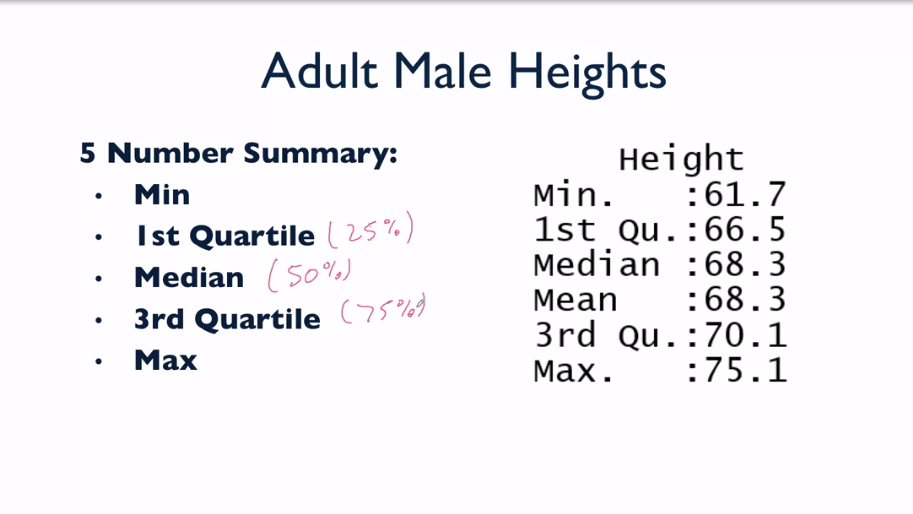 Adult Male Heights
5 Number Summary:
• Min
• 1st Quartile (25%)
• Median (50%)
• 3rd Quartile (75%)
• Max
Height
Min. :61.7
1st Qu.:66.5
Median :68.3
Mean :68.3
3rd Qu.:70.1
Max. :75.1